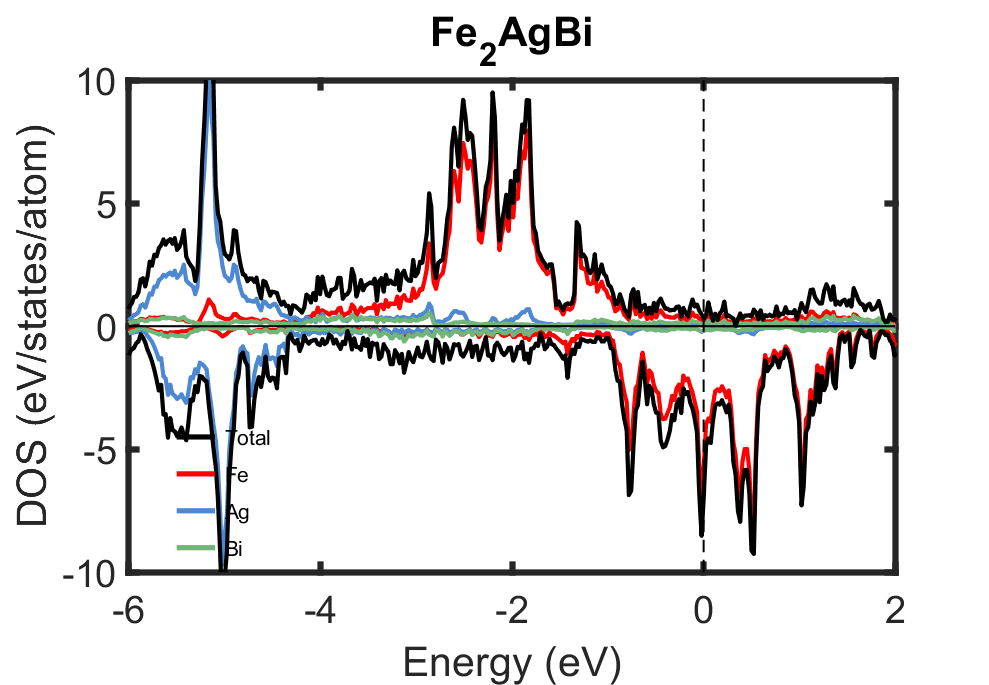 Fe2AgBi
DOS (eV/states/atom)
10
5
0
-5
-10
Total
Fe
Ag
Bi
-6
-4
-2
0
2
Energy (eV)